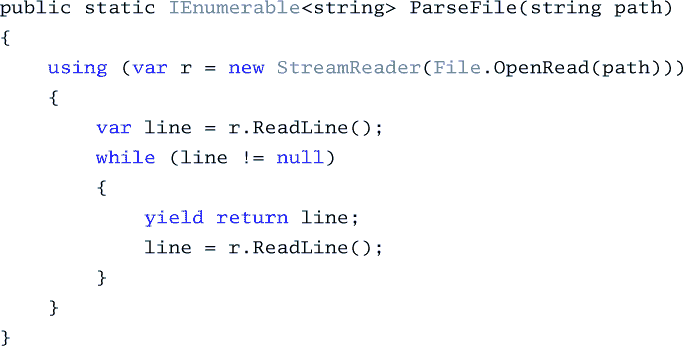 public static IEnumerable<string> ParseFile(string path)
{
using (var r = new StreamReader(File.OpenRead(path)))
{
var line = r.ReadLine();
while (line != null)
{
yield return line;
line = r.ReadLine();
}
}
}